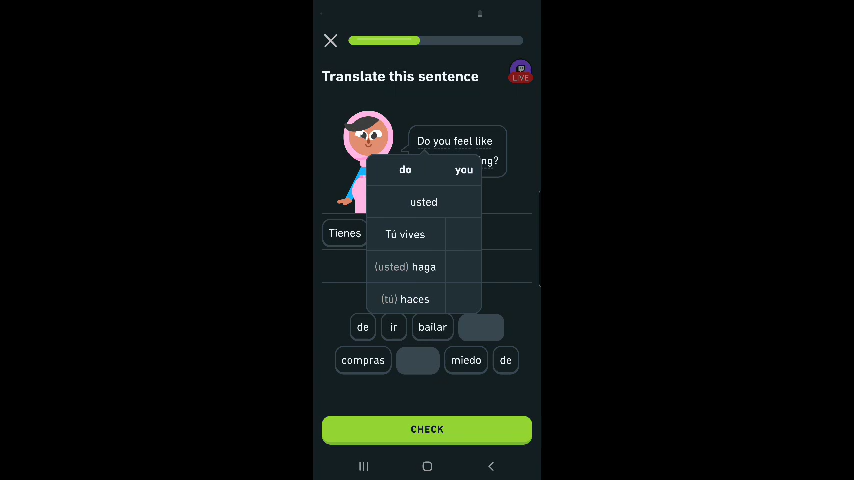 Translate this sentence
LIVE
Do you feel like
ing?
do you
usted
Tú vives
(usted) haga
(tú) haces
Tienes
de ir bailar
compras miedo de
CHECK